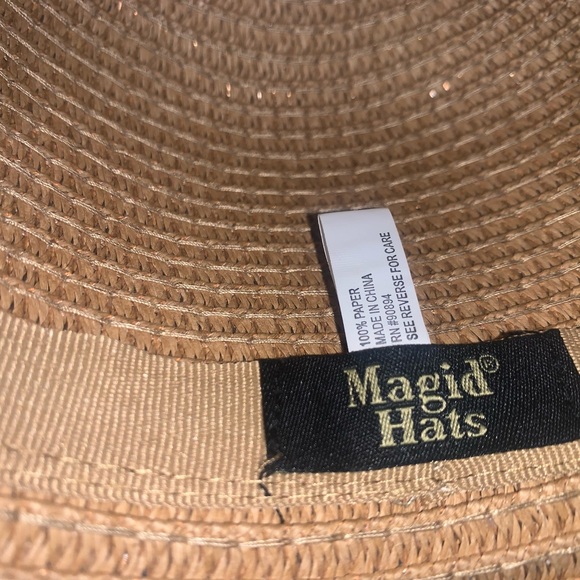 100% PAPER
MADE IN CHINA
RN #90894
SEE REVERSE FOR CARE
Magid®
Hats